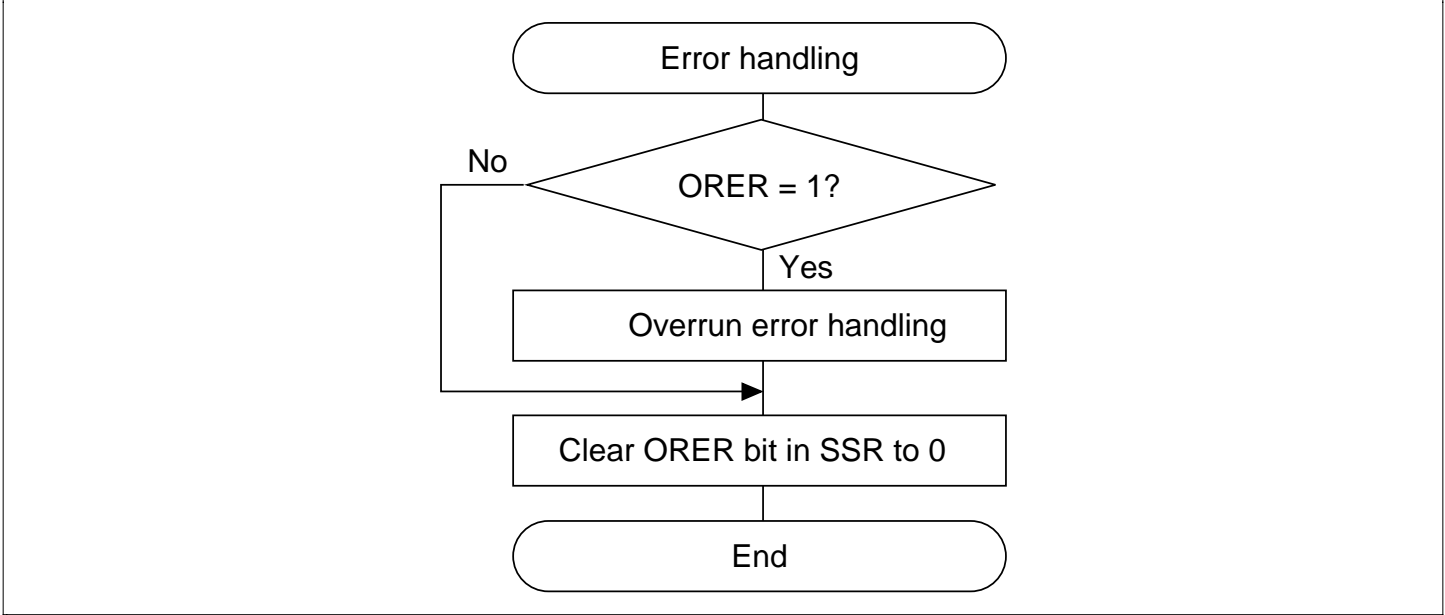 Error handling
No
ORER = 1?
Yes
Overrun error handling
Clear ORER bit in SSR to 0
End